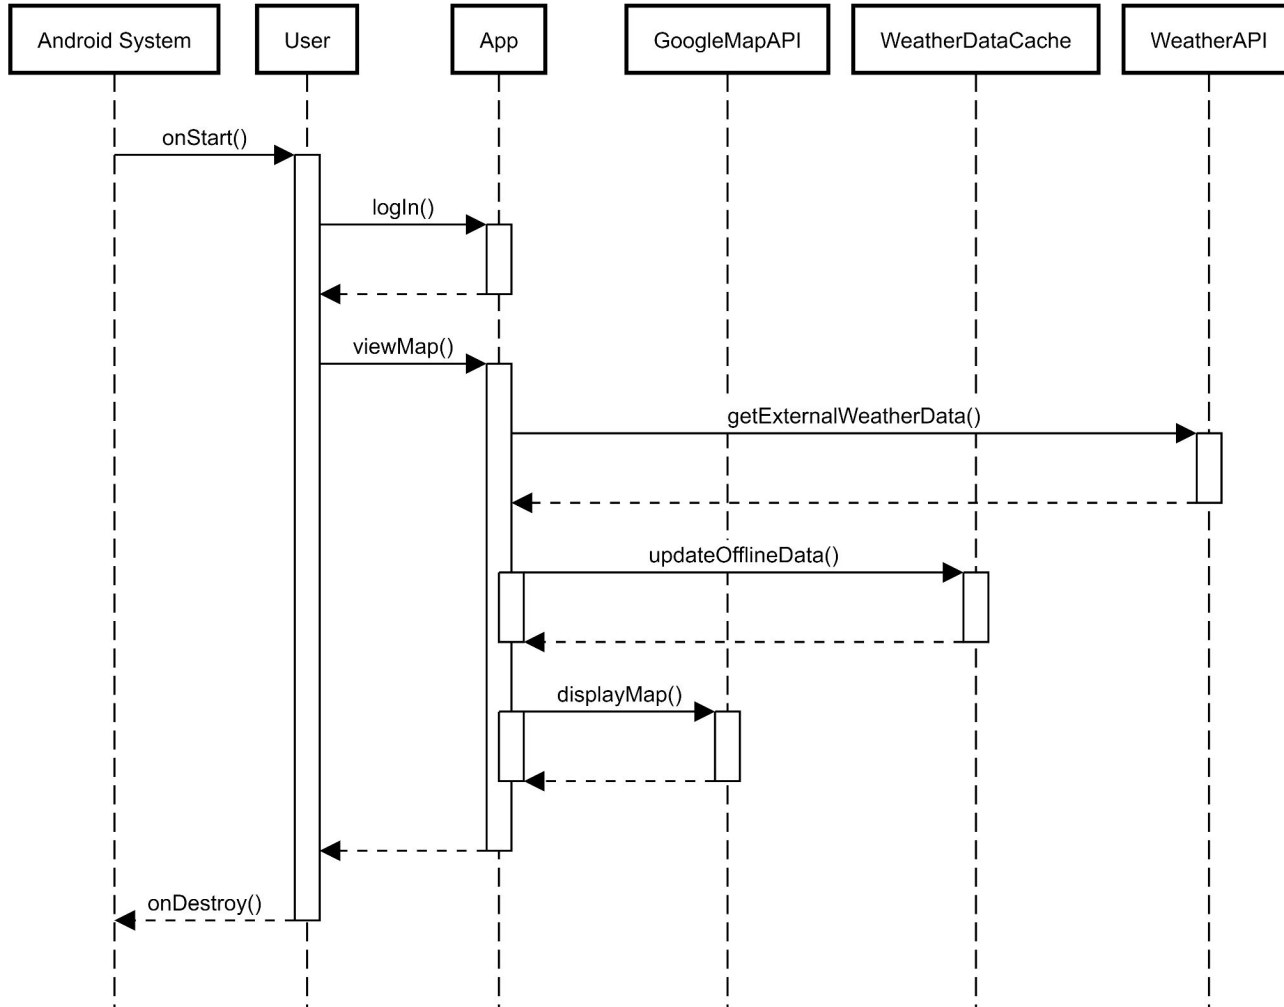 Android System
User
App
GoogleMapAPI
WeatherDataCache
WeatherAPI
onStart()
logIn()
viewMap()
getExternalWeatherData()
updateOfflineData()
displayMap()
onDestroy()